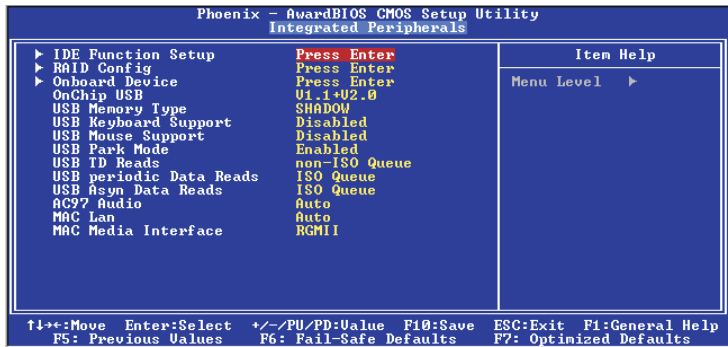 Phoenix - AwardBIOS CMOS Setup Utility
Integrated Peripherals
▶ IDE Function Setup Press Enter
▶ RAID Config Press Enter
▶ Onboard Device Press Enter
OnChip USB V1.1+V2.0
USB Memory Type SHADOW
USB Keyboard Support Disabled
USB Mouse Support Disabled
USB Park Mode Enabled
USB TD Reads non-ISO Queue
USB periodic Data Reads ISO Queue
USB Asyn Data Reads ISO Queue
AC97 Audio Auto
MAC Lan Auto
MAC Media Interface RGMII
Item Help
Menu Level ▶
↑↓→←:Move Enter:Select +/-/PU/PD:Value F10:Save ESC:Exit F1:General Help
F5: Previous Values F6: Fail-Safe Defaults F7: Optimized Defaults